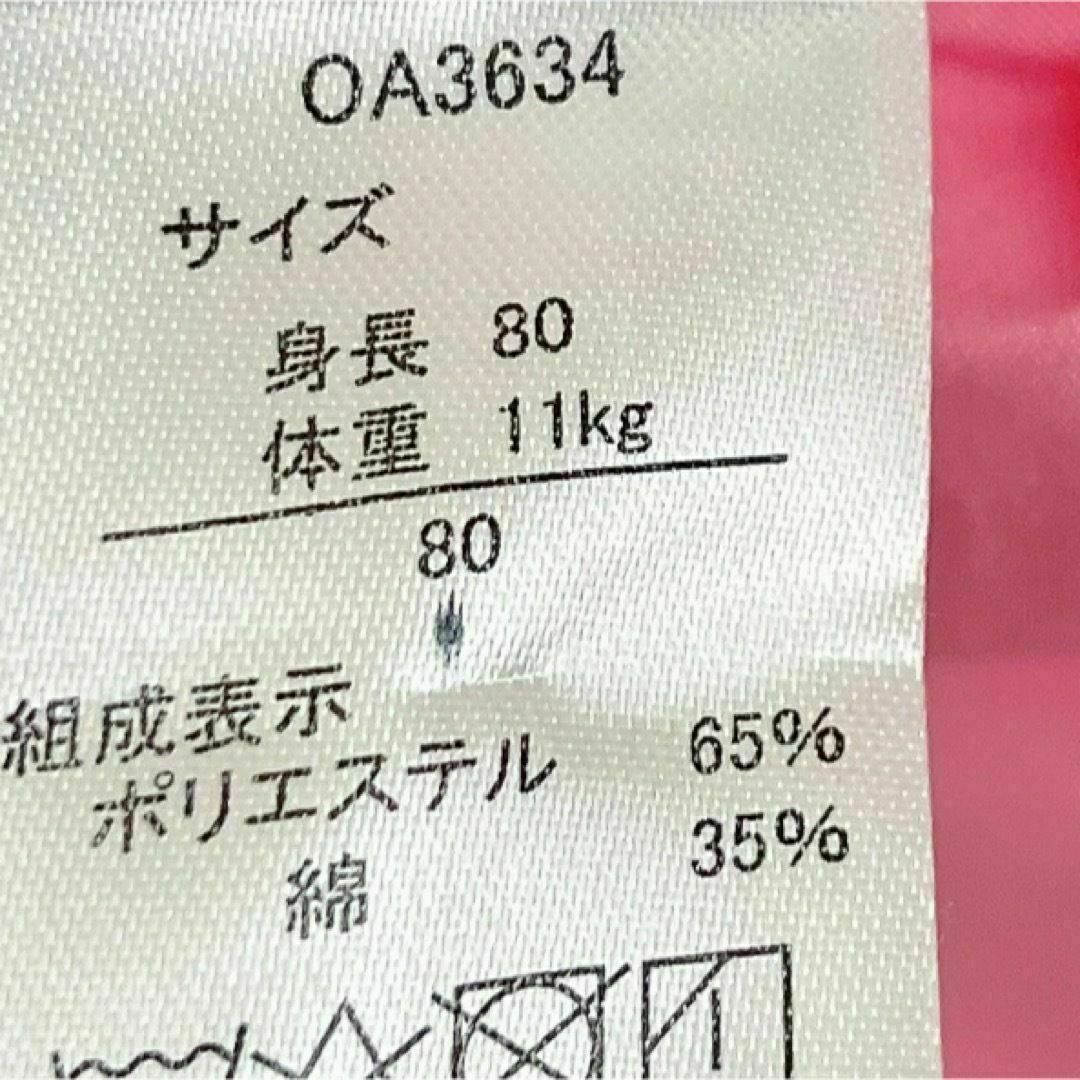 OA3634
サイズ
身長 80
体重 11kg
80
組成表示
ポリエステル 65%
綿 35%